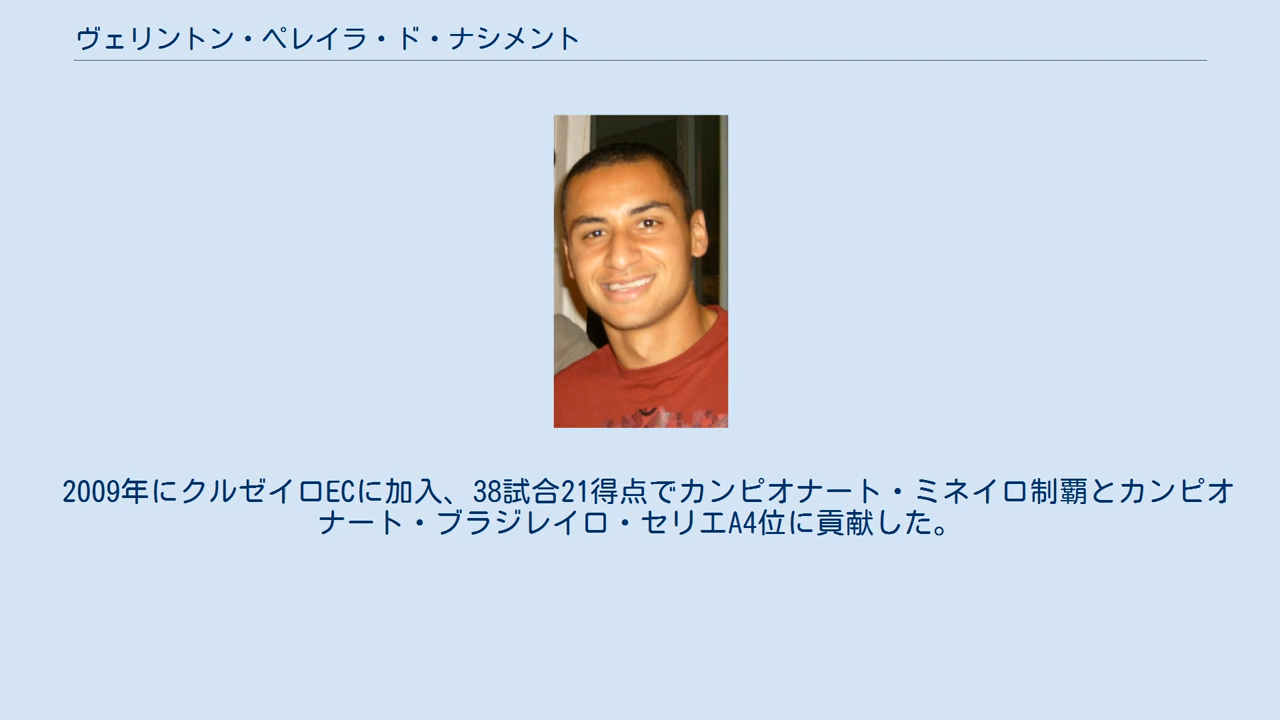 ヴェリントン・ペレイラ・ド・ナシメント
2009年にクルゼイロECに加入、38試合21得点でカンピオナート・ミネイロ制覇とカンピオ
ナート・ブラジレイロ・セリエA4位に貢献した。